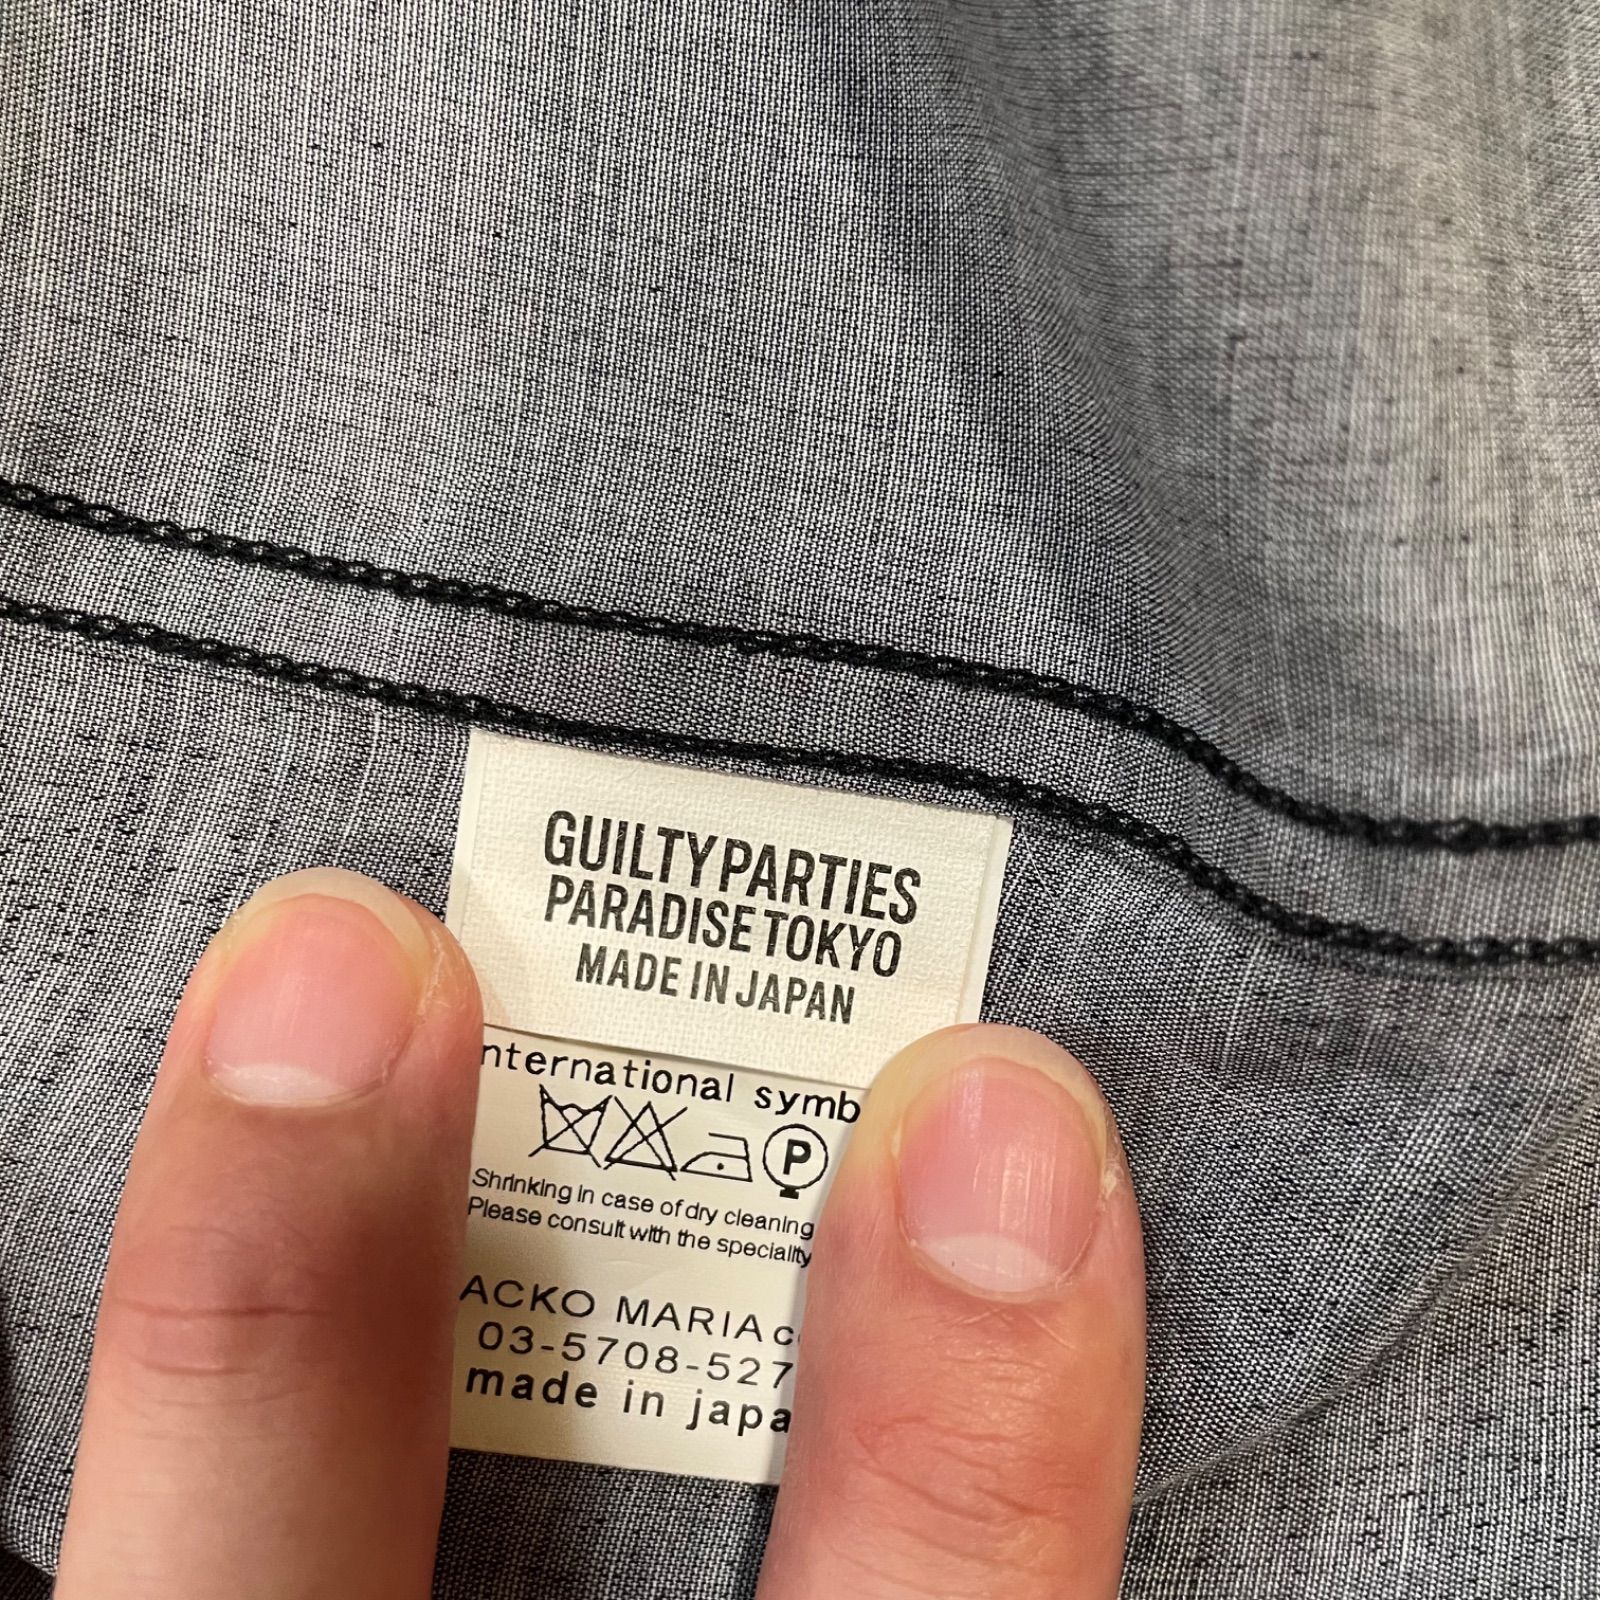 GUILTY PARTIES
PARADISE TOKYO
MADE IN JAPAN
nternational symb
P
Shrinking in case of dry cleaning
Please consult with the speciality
ACKO MARIA
03-5708-527
made in japa